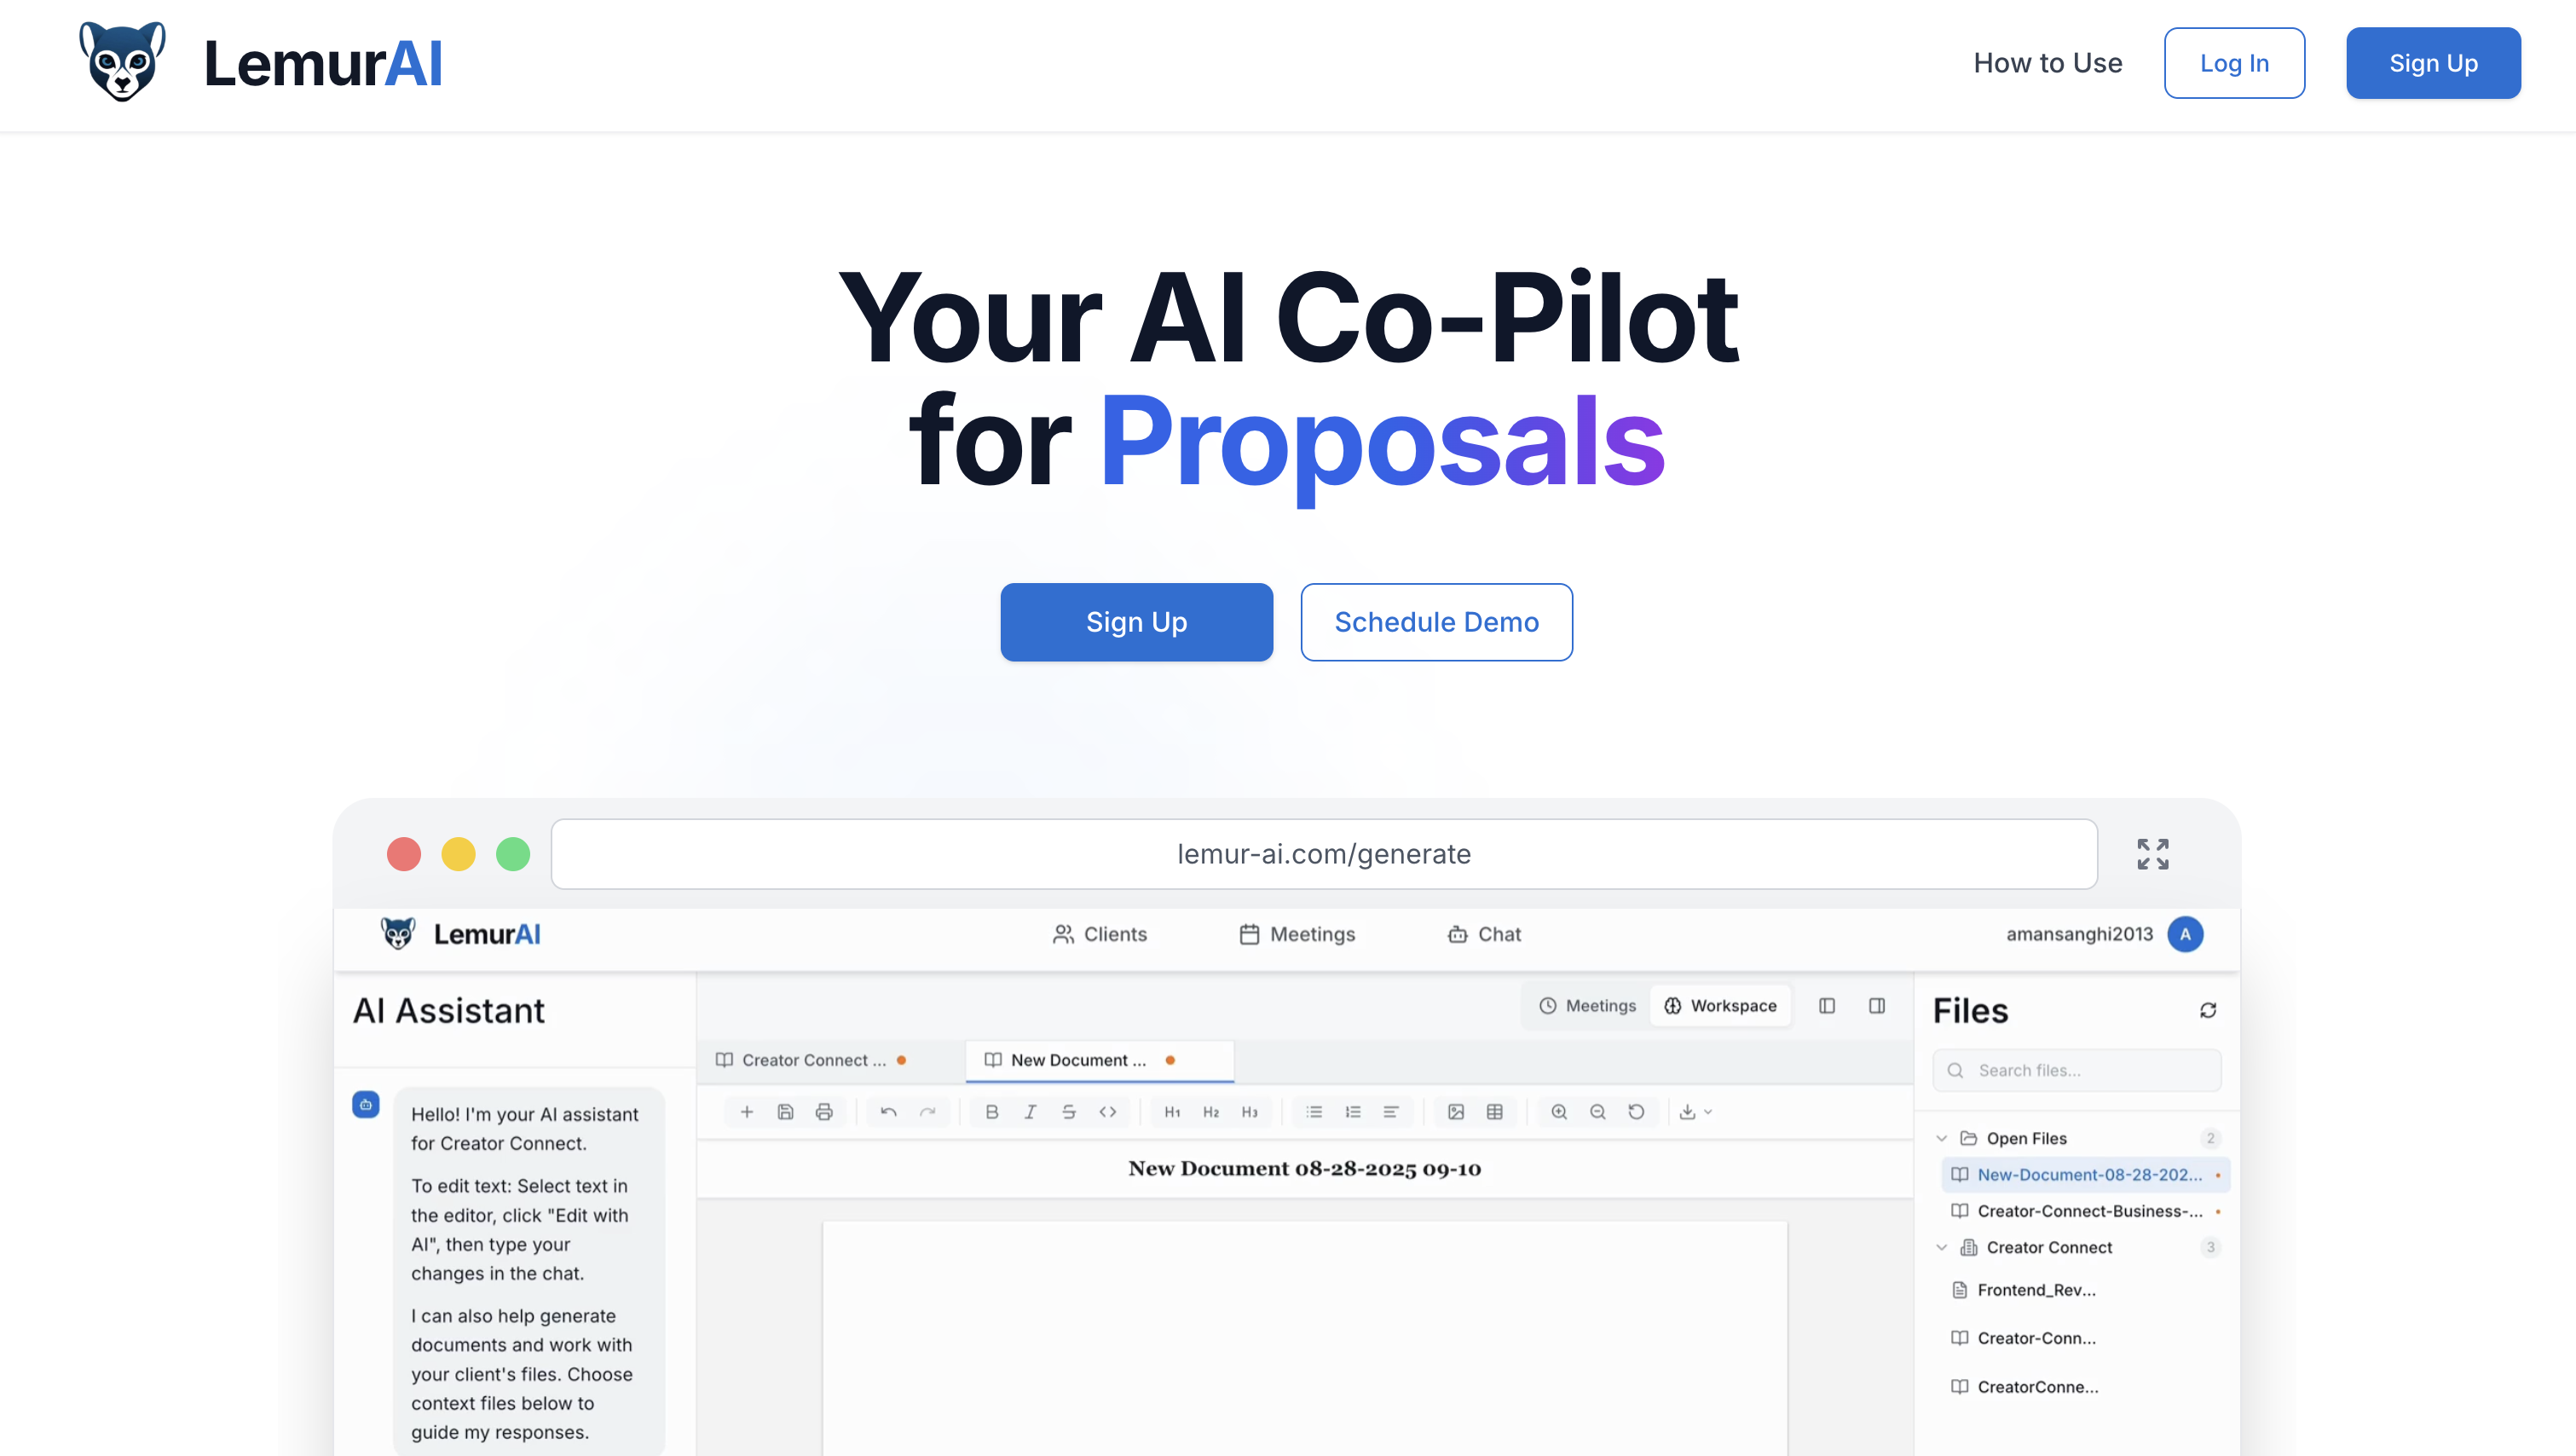 LemurAI
How to Use
Log In
Sign Up
Your AI Co-Pilot
for Proposals
Sign Up
Schedule Demo
lemur-ai.com/generate
LemurAI
Clients
Meetings
Chat
amansanghi2013
A
AI Assistant
Hello! I'm your AI assistant
for Creator Connect.
To edit text: Select text in
the editor, click "Edit with
AI", then type your
changes in the chat.
I can also help generate
documents and work with
your client's files. Choose
context files below to
guide my responses.
Meetings
Workspace
Creator Connect ...
New Document ...
B I S <> H1 H2 H3
New Document 08-28-2025 09-10
Files
Search files...
Open Files 2
New-Document-08-28-202...
Creator-Connect-Business-...
Creator Connect 3
Frontend_Rev...
Creator-Conn...
CreatorConne...